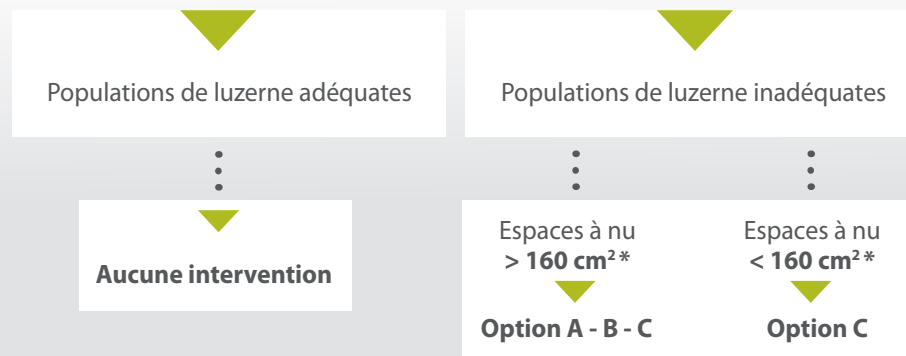 Populations de luzerne adéquates
Populations de luzerne inadéquates
Aucune intervention
Espaces à nu
> 160 cm² *
Option A - B - C
Espaces à nu
< 160 cm² *
Option C